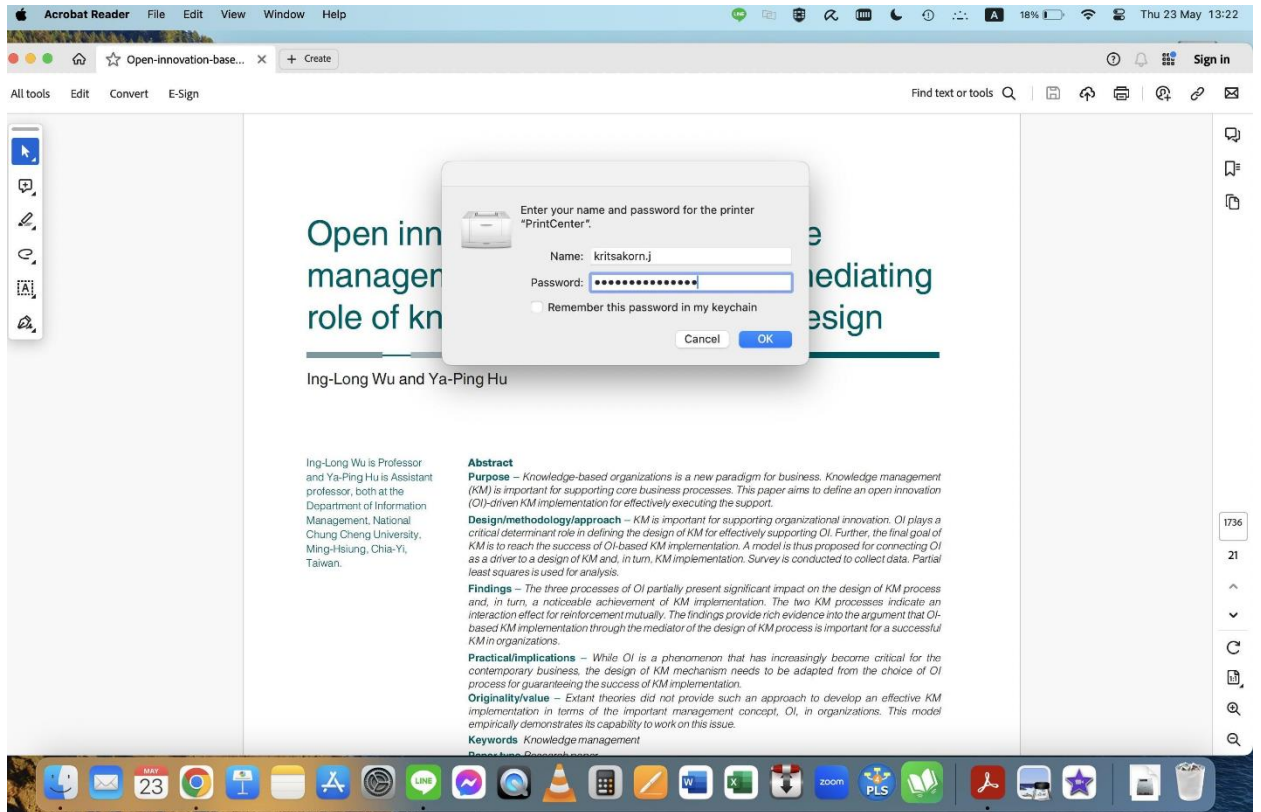 Acrobat Reader File Edit View Window Help
18% Thu 23 May 13:22
Open-innovation-base... + Create
Sign in
All tools Edit Convert E-Sign
Find text or tools
Enter your name and password for the printer
“PrintCenter”.
Name: kritsakorn.j
Password: •••••••••••••••
Remember this password in my keychain
Cancel OK
Open inn
managem
ediating
role of kn
esign
Ing-Long Wu and Ya-Ping Hu
Ing-Long Wu is Professor
and Ya-Ping Hu is Assistant
professor, both at the
Department of Information
Management, National
Chung Cheng University,
Ming-Hsiung, Chia-Yi,
Taiwan.
Abstract
Purpose – Knowledge-based organizations is a new paradigm for business. Knowledge management
(KM) is important for supporting core business processes. This paper aims to define an open innovation
(OI)-driven KM implementation for effectively executing the support.
Design/methodology/approach – KM is important for supporting organizational innovation. OI plays a
critical determinant role in defining the design of KM for effectively supporting OI. Further, the final goal of
KM is to reach the success of OI-based KM implementation. A model is thus proposed for connecting OI
as a driver to a design of KM and, in turn, KM implementation. Survey is conducted to collect data. Partial
least squares is used for analysis.
Findings – The three processes of OI partially present significant impact on the design of KM process
and, in turn, a noticeable achievement of KM implementation. The two KM processes indicate an
interaction effect for reinforcement mutually. The findings provide rich evidence into the argument that OI-
based KM implementation through the mediator of the design of KM process is important for a successful
KM in organizations.
Practical/implications – While OI is a phenomenon that has increasingly become critical for the
contemporary business, the design of KM mechanism needs to be adapted from the choice of OI
process for guaranteeing the success of KM implementation.
Originality/value – Extant theories did not provide such an approach to develop an effective KM
implementation in terms of the important management concept, OI, in organizations. This model
empirically demonstrates its capability to work on this issue.
Keywords Knowledge management
1736
21
MAY
23
LINE
zoom
PLS